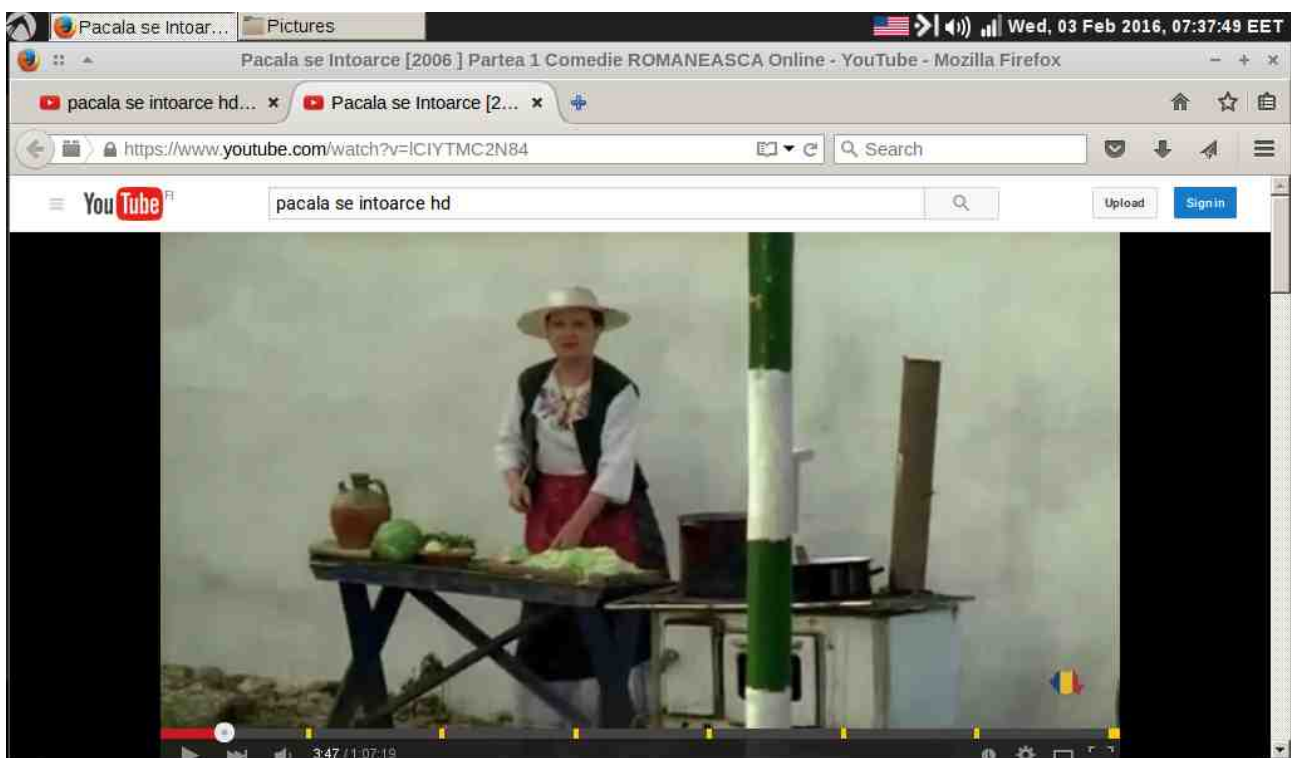 Pacala se Intoar... Pictures Wed, 03 Feb 2016, 07:37:49 EET
Pacala se Intoarce [2006 ] Partea 1 Comedie ROMANEASCA Online - YouTube - Mozilla Firefox
pacala se intoarce hd... Pacala se Intoarce [2...
https://www.youtube.com/watch?v=lCIYTMC2N84 Search
YouTube FI pacala se intoarce hd Upload Sign in
3:47 / 1:07:19